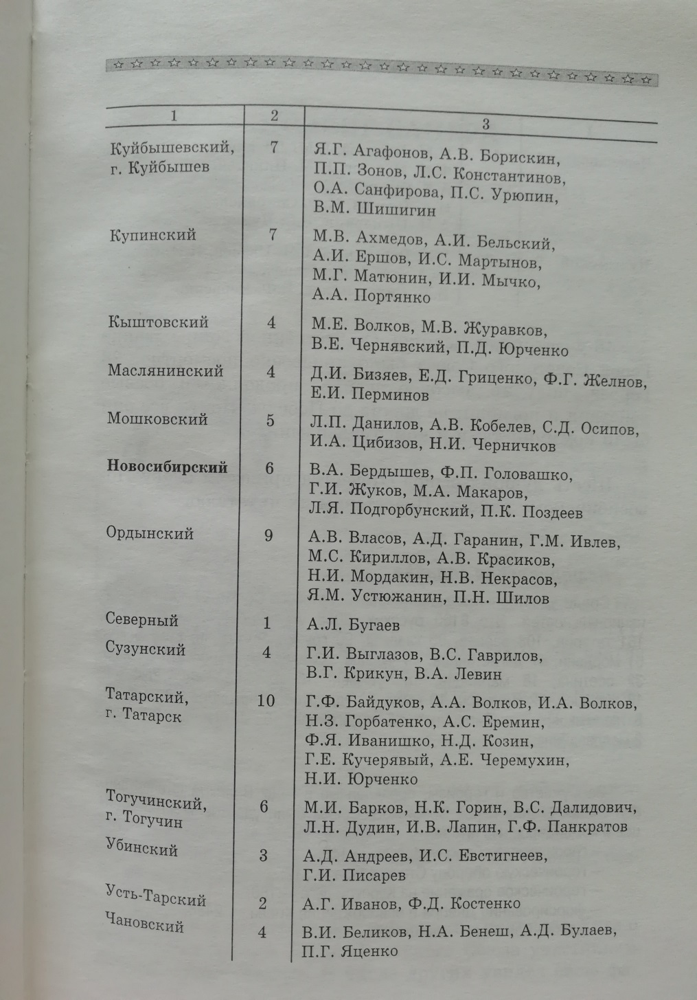 1 2 3
Куйбышевский, 7 Я.Г. Агафонов, А.В. Борискин,
г. Куйбышев П.П. Зонов, Л.С. Константинов,
О.А. Санфирова, П.С. Урюпин,
В.М. Шишигин
Купинский 7 М.В. Ахмедов, А.И. Бельский,
А.И. Ершов, И.С. Мартынов,
М.Г. Матюнин, И.И. Мычко,
А.А. Портянко
Кыштовский 4 М.Е. Волков, М.В. Журавков,
В.Е. Чернявский, П.Д. Юрченко
Маслянинский 4 Д.И. Бизяев, Е.Д. Гриценко, Ф.Г. Желнов,
Е.И. Перминов
Мошковский 5 Л.П. Данилов, А.В. Кобелев, С.Д. Осипов,
И.А. Цибизов, Н.И. Черничков
Новосибирский 6 В.А. Бердышев, Ф.П. Головашко,
Г.И. Жуков, М.А. Макаров,
Л.Я. Подгорбунский, П.К. Поздеев
Ордынский 9 А.В. Власов, А.Д. Гаранин, Г.М. Ивлев,
М.С. Кириллов, А.В. Красиков,
Н.И. Мордакин, Н.В. Некрасов,
Я.М. Устюжанин, П.Н. Шилов
Северный 1 А.Л. Бугаев
Сузунский 4 Г.И. Выглазов, В.С. Гаврилов,
В.Г. Крикун, В.А. Левин
Татарский, 10 Г.Ф. Байдуков, А.А. Волков, И.А. Волков,
г. Татарск Н.З. Горбатенко, А.С. Еремин,
Ф.Я. Иванишко, Н.Д. Козин,
Г.Е. Кучерявый, А.Е. Черемухин,
Н.И. Юрченко
Тогучинский, 6 М.И. Барков, Н.К. Горин, В.С. Далидович,
г. Тогучин Л.Н. Дудин, И.В. Лапин, Г.Ф. Панкратов
Убинский 3 А.Д. Андреев, И.С. Евстигнеев,
Г.И. Писарев
Усть-Тарский 2 А.Г. Иванов, Ф.Д. Костенко
Чановский 4 В.И. Беликов, Н.А. Бенеш, А.Д. Булаев,
П.Г. Яценко